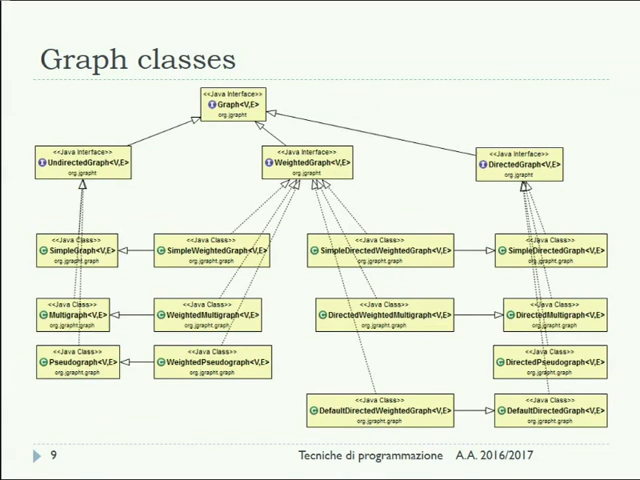 Graph classes
<<Java Interface>>
Graph<V,E>
org.jgrapht
<<Java Interface>>
UndirectedGraph<V,E>
org.jgrapht
<<Java Interface>>
WeightedGraph<V,E>
org.jgrapht
<<Java Interface>>
DirectedGraph<V,E>
org.jgrapht
<<Java Class>>
SimpleGraph<V,E>
org.jgrapht.graph
<<Java Class>>
SimpleWeightedGraph<V,E>
org.jgrapht.graph
<<Java Class>>
SimpleDirectedWeightedGraph<V,E>
org.jgrapht.graph
<<Java Class>>
SimpleDirectedGraph<V,E>
org.jgrapht.graph
<<Java Class>>
Multigraph<V,E>
org.jgrapht.graph
<<Java Class>>
WeightedMultigraph<V,E>
org.jgrapht.graph
<<Java Class>>
DirectedWeightedMultigraph<V,E>
org.jgrapht.graph
<<Java Class>>
DirectedMultigraph<V,E>
org.jgrapht.graph
<<Java Class>>
Pseudograph<V,E>
org.jgrapht.graph
<<Java Class>>
WeightedPseudograph<V,E>
org.jgrapht.graph
<<Java Class>>
DirectedPseudograph<V,E>
org.jgrapht.graph
<<Java Class>>
DefaultDirectedWeightedGraph<V,E>
org.jgrapht.graph
<<Java Class>>
DefaultDirectedGraph<V,E>
org.jgrapht.graph
9
Tecniche di programmazione A.A. 2016/2017